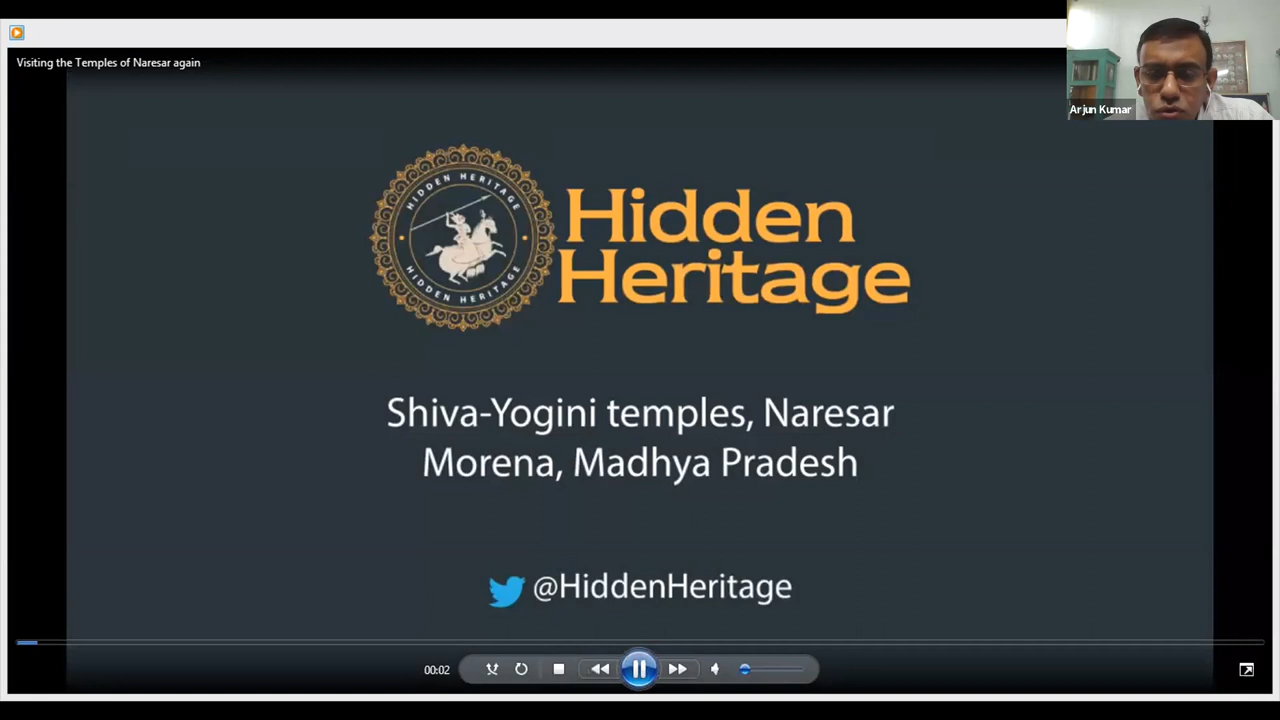 Visiting the Temples of Naresar again
Arjun Kumar
HIDDEN HERITAGE
HIDDEN HERITAGE
Hidden
Heritage
Shiva-Yogini temples, Naresar
Morena, Madhya Pradesh
@HiddenHeritage
00:02